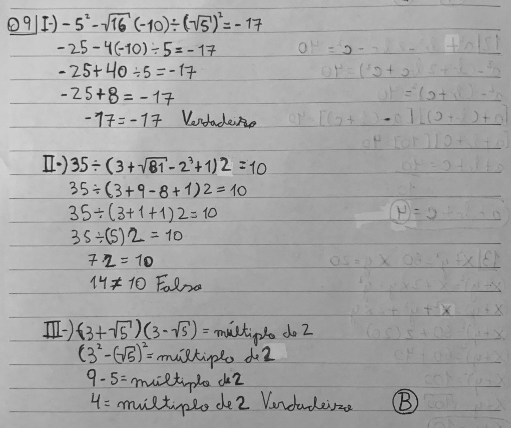 09 I-) -5² - √16 (-10) ÷ (√5)² = -17
-25 - 4(-10) ÷ 5 = -17
-25 + 40 ÷ 5 = -17
-25 + 8 = -17
-17 = -17 Verdadeiro
II-) 35 ÷ (3 + √81 - 2³ + 1) 2 = 10
35 ÷ (3 + 9 - 8 + 1) 2 = 10
35 ÷ (3 + 1 + 1) 2 = 10
35 ÷ (5) 2 = 10
7 2 = 10
14 ≠ 10 Falso
III-) (3 + √5) (3 - √5) = múltiplo de 2
(3² - (√5)² = múltiplo de 2
9 - 5 = múltiplo de 2
4 = múltiplo de 2 Verdadeiro B